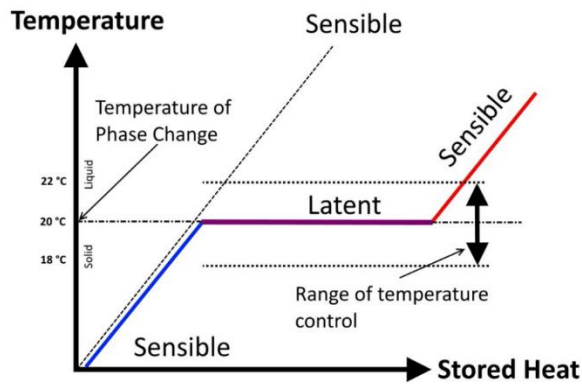 Temperature
Sensible
Temperature of
Phase Change
Sensible
Liquid
22 °C
Latent
20 °C
Solid
18 °C
Range of temperature
control
Sensible
Stored Heat